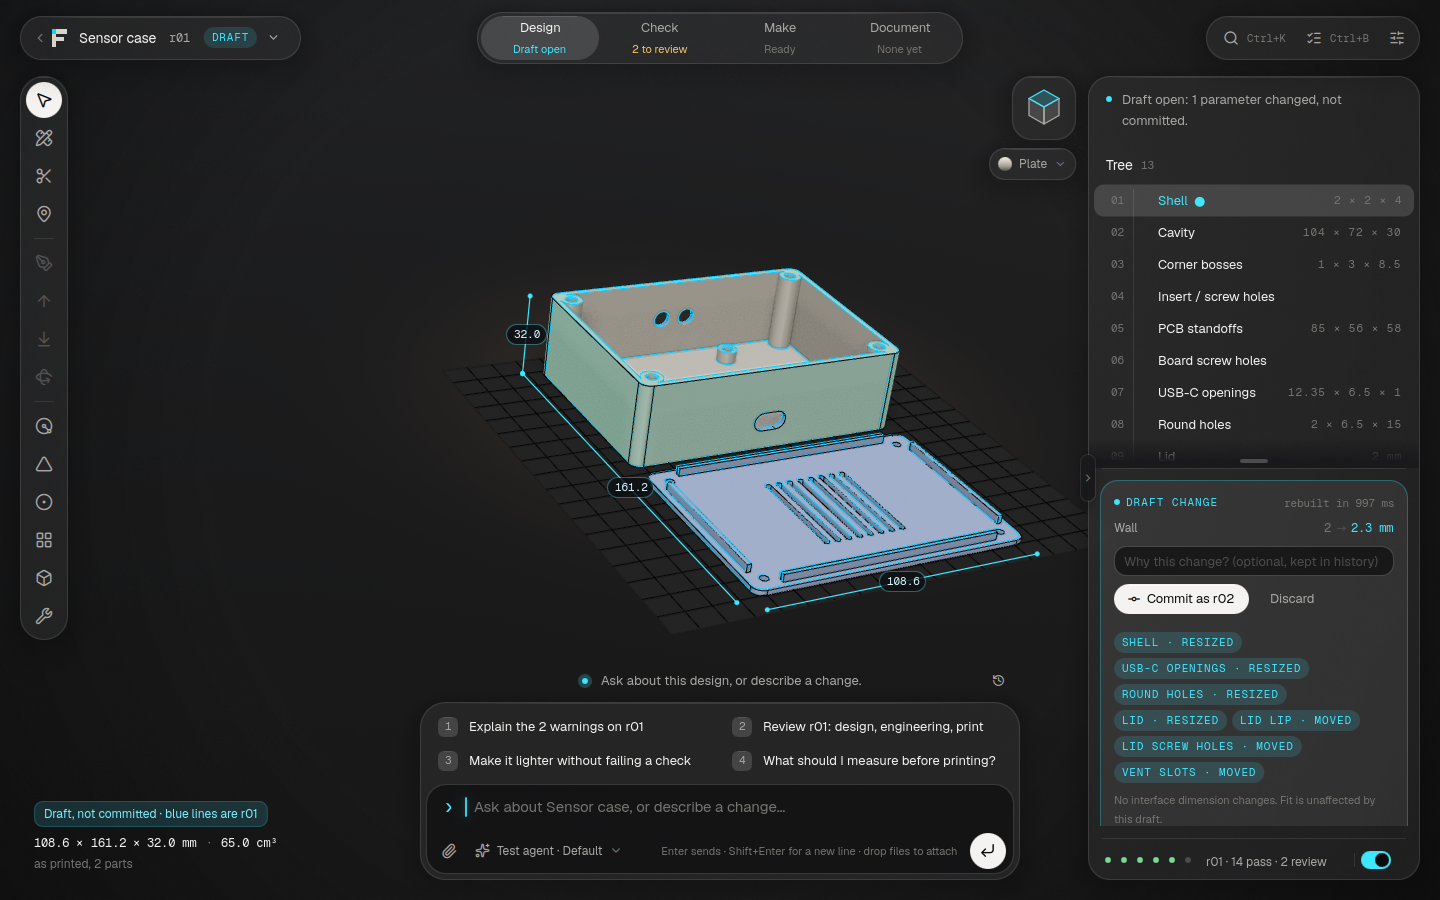 Sensor case r01 DRAFT
Design
Draft open
Check
2 to review
Make
Ready
Document
None yet
Ctrl+K Ctrl+B
Plate
Draft open: 1 parameter changed, not
committed.
Tree 13
01 Shell 2 × 2 × 4
02 Cavity 104 × 72 × 30
03 Corner bosses 1 × 3 × 8.5
04 Insert / screw holes
05 PCB standoffs 85 × 56 × 58
06 Board screw holes
07 USB-C openings 12.35 × 6.5 × 1
08 Round holes 2 × 6.5 × 15
09 Lid 2 mm
32.0
161.2
108.6
DRAFT CHANGE rebuilt in 997 ms
Wall 2 → 2.3 mm
Why this change? (optional, kept in history)
Commit as r02 Discard
SHELL · RESIZED
USB-C OPENINGS · RESIZED
ROUND HOLES · RESIZED
LID · RESIZED LID LIP · MOVED
LID SCREW HOLES · MOVED
VENT SLOTS · MOVED
No interface dimension changes. Fit is unaffected by
this draft.
r01 · 14 pass · 2 review
Ask about this design, or describe a change.
1 Explain the 2 warnings on r01
2 Review r01: design, engineering, print
3 Make it lighter without failing a check
4 What should I measure before printing?
Ask about Sensor case, or describe a change…
Test agent · Default
Enter sends · Shift+Enter for a new line · drop files to attach
Draft, not committed · blue lines are r01
108.6 × 161.2 × 32.0 mm · 65.0 cm³
as printed, 2 parts